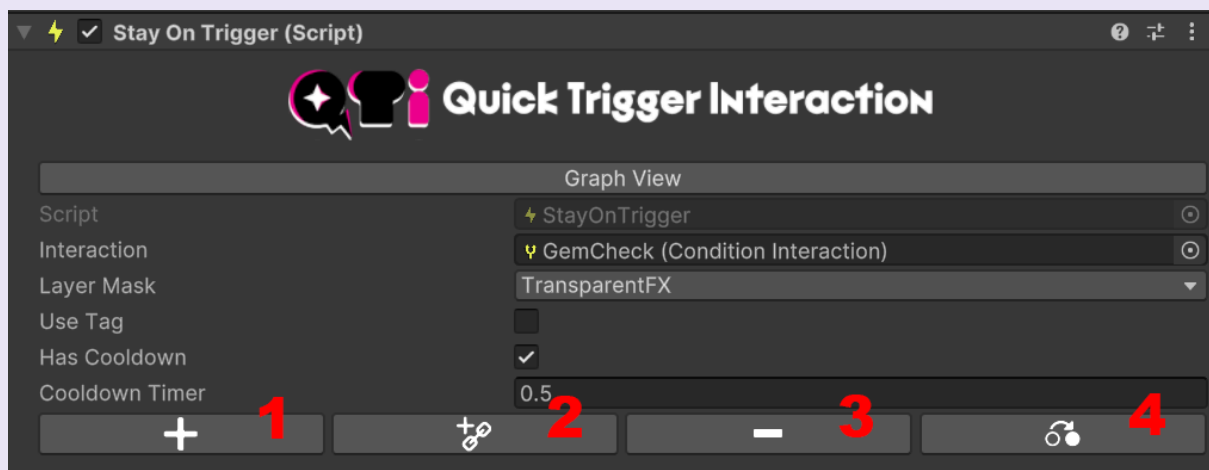 Stay On Trigger (Script)
Quick Trigger Interaction
Graph View
Script StayOnTrigger
Interaction GemCheck (Condition Interaction)
Layer Mask TransparentFX
Use Tag
Has Cooldown
Cooldown Timer 0.5
1 2 3 4